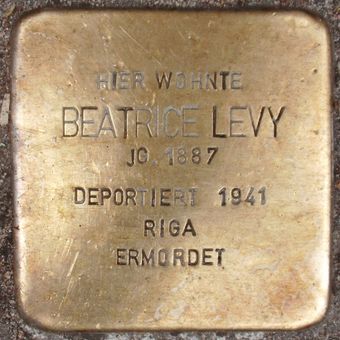 HIER WOHNTE
BEATRICE LEVY
JG. 1887
DEPORTIERT 1941
RIGA
ERMORDET